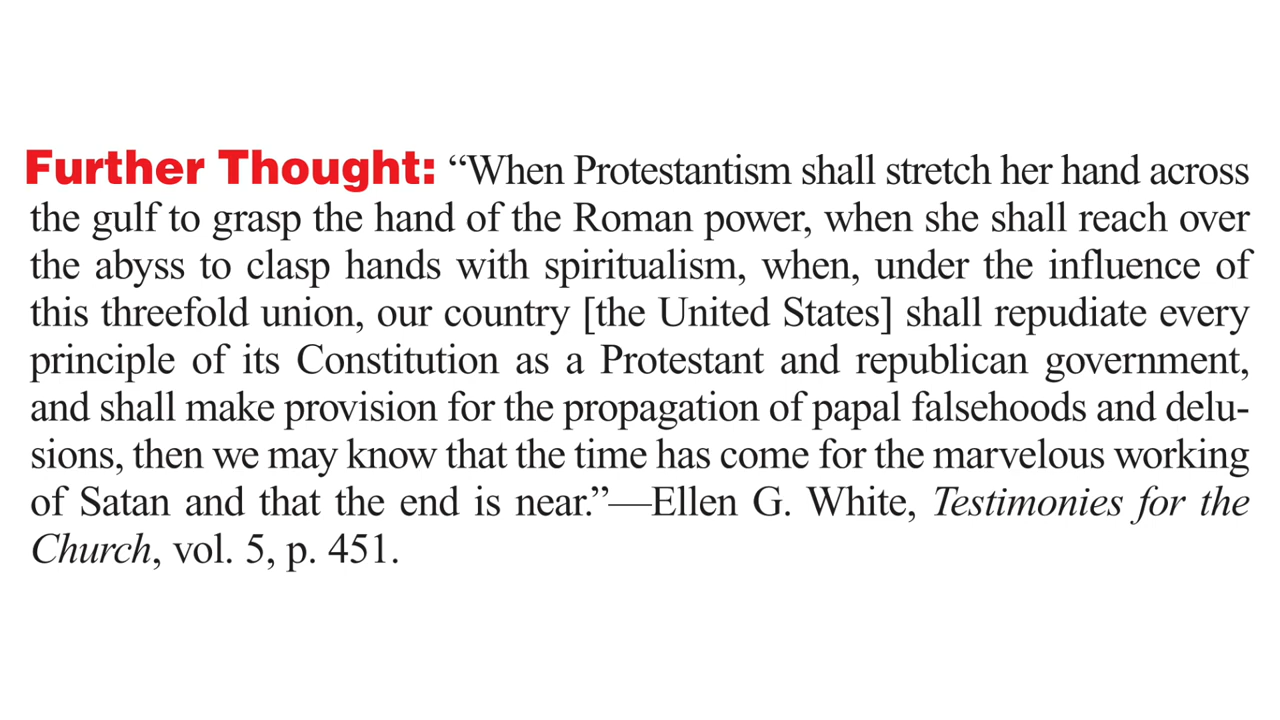 Further Thought: “When Protestantism shall stretch her hand across
the gulf to grasp the hand of the Roman power, when she shall reach over
the abyss to clasp hands with spiritualism, when, under the influence of
this threefold union, our country [the United States] shall repudiate every
principle of its Constitution as a Protestant and republican government,
and shall make provision for the propagation of papal falsehoods and delu-
sions, then we may know that the time has come for the marvelous working
of Satan and that the end is near.”—Ellen G. White, Testimonies for the
Church, vol. 5, p. 451.